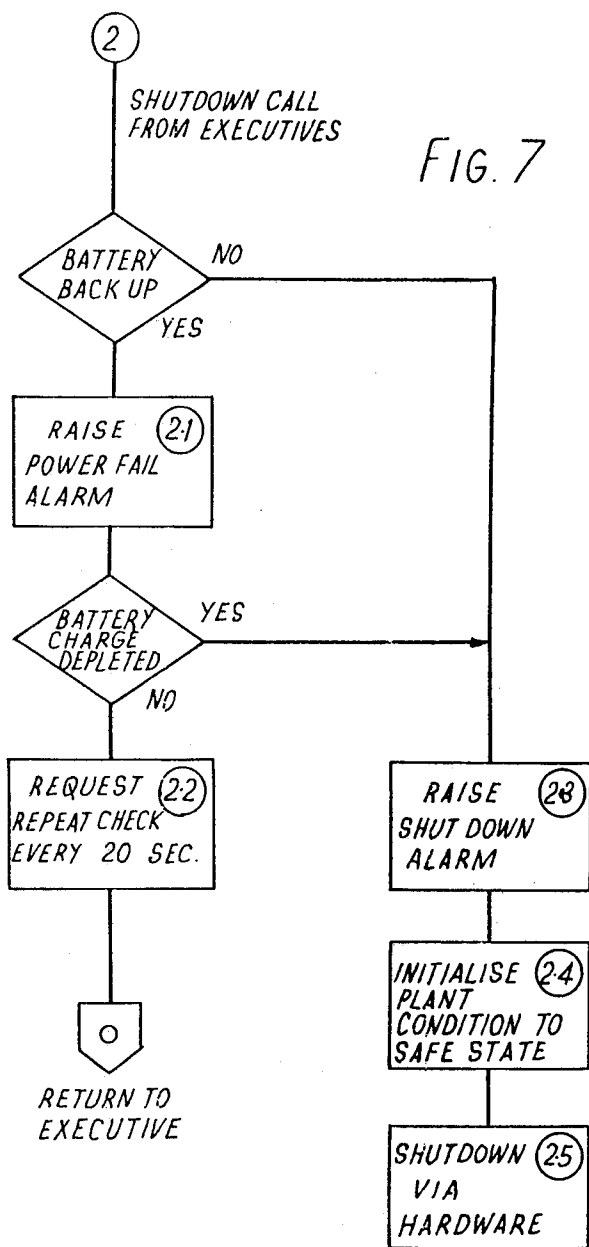 2
SHUTDOWN CALL
FROM EXECUTIVES
FIG. 7
BATTERY
BACK UP
NO
YES
RAISE 2.1
POWER FAIL
ALARM
BATTERY
CHARGE
DEPLETED
YES
NO
REQUEST 2.2
REPEAT CHECK
EVERY 20 SEC.
O
RETURN TO
EXECUTIVE
RAISE 2.3
SHUT DOWN
ALARM
INITIALISE 2.4
PLANT
CONDITION TO
SAFE STATE
SHUTDOWN 2.5
VIA
HARDWARE